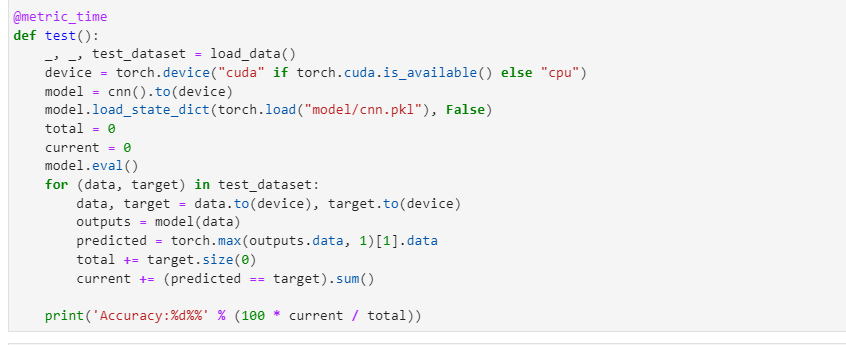 @metric_time
def test():
    _, _, test_dataset = load_data()
    device = torch.device("cuda" if torch.cuda.is_available() else "cpu")
    model = cnn().to(device)
    model.load_state_dict(torch.load("model/cnn.pkl"), False)
    total = 0
    current = 0
    model.eval()
    for (data, target) in test_dataset:
        data, target = data.to(device), target.to(device)
        outputs = model(data)
        predicted = torch.max(outputs.data, 1)[1].data
        total += target.size(0)
        current += (predicted == target).sum()

    print('Accuracy:%d%%' % (100 * current / total))